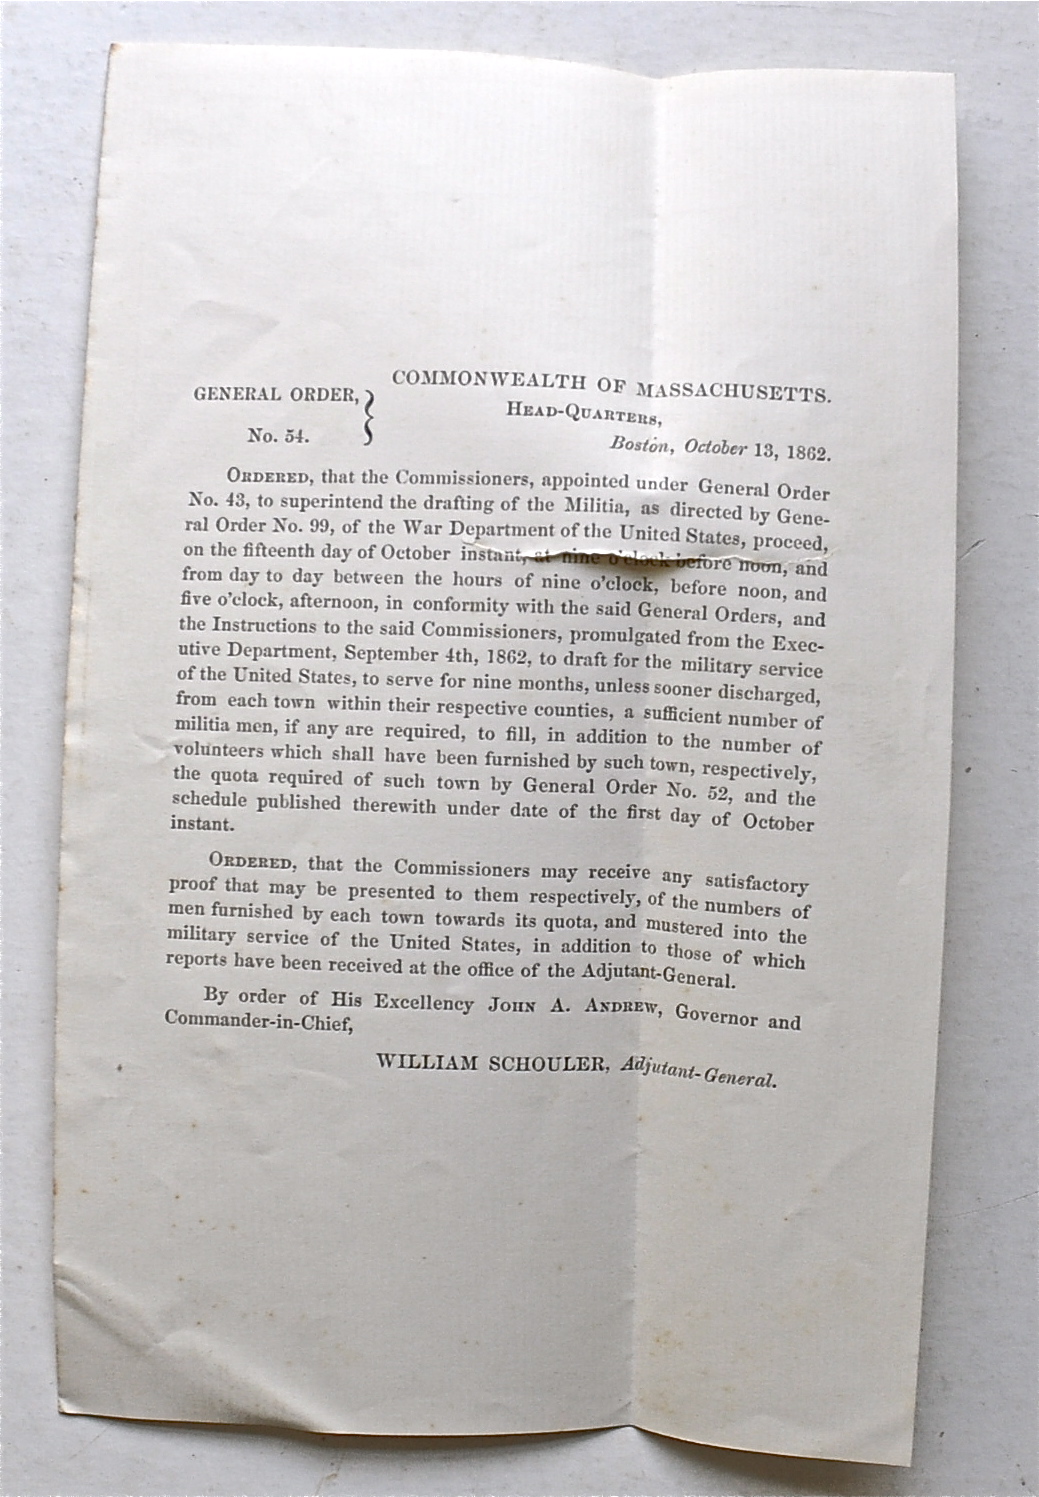 COMMONWEALTH OF MASSACHUSETTS.
GENERAL ORDER,
No. 54.
HEAD-QUARTERS,
Boston, October 13, 1862.
ORDERED, that the Commissioners, appointed under General Order
No. 43, to superintend the drafting of the Militia, as directed by Gene-
ral Order No. 99, of the War Department of the United States, proceed,
on the fifteenth day of October instant, at nine o'clock before noon, and
from day to day between the hours of nine o'clock, before noon, and
five o'clock, afternoon, in conformity with the said General Orders, and
the Instructions to the said Commissioners, promulgated from the Exec-
utive Department, September 4th, 1862, to draft for the military service
of the United States, to serve for nine months, unless sooner discharged,
from each town within their respective counties, a sufficient number of
militia men, if any are required, to fill, in addition to the number of
volunteers which shall have been furnished by such town, respectively,
the quota required of such town by General Order No. 52, and the
schedule published therewith under date of the first day of October
instant.
ORDERED, that the Commissioners may receive any satisfactory
proof that may be presented to them respectively, of the numbers of
men furnished by each town towards its quota, and mustered into the
military service of the United States, in addition to those of which
reports have been received at the office of the Adjutant-General.
By order of His Excellency JOHN A. ANDREW, Governor and
Commander-in-Chief,
WILLIAM SCHOULER, Adjutant-General.